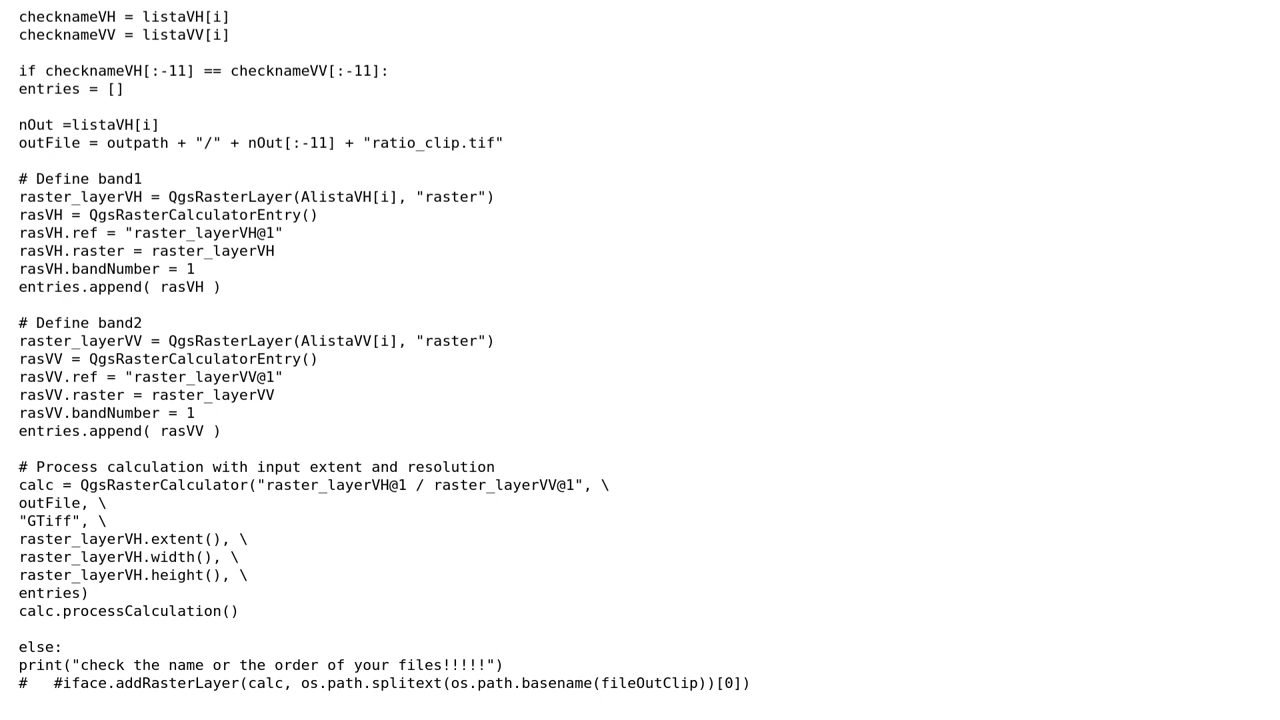 checknameVH = listaVH[i]
checknameVV = listaVV[i]

if checknameVH[:-11] == checknameVV[:-11]:
entries = []

nOut =listaVH[i]
outFile = outpath + "/" + nOut[:-11] + "ratio_clip.tif"

# Define band1
raster_layerVH = QgsRasterLayer(AlistaVH[i], "raster")
rasVH = QgsRasterCalculatorEntry()
rasVH.ref = "raster_layerVH@1"
rasVH.raster = raster_layerVH
rasVH.bandNumber = 1
entries.append( rasVH )

# Define band2
raster_layerVV = QgsRasterLayer(AlistaVV[i], "raster")
rasVV = QgsRasterCalculatorEntry()
rasVV.ref = "raster_layerVV@1"
rasVV.raster = raster_layerVV
rasVV.bandNumber = 1
entries.append( rasVV )

# Process calculation with input extent and resolution
calc = QgsRasterCalculator("raster_layerVH@1 / raster_layerVV@1", \
outFile, \
"GTiff", \
raster_layerVH.extent(), \
raster_layerVH.width(), \
raster_layerVH.height(), \
entries)
calc.processCalculation()

else:
print("check the name or the order of your files!!!!!")
#   #iface.addRasterLayer(calc, os.path.splitext(os.path.basename(fileOutClip))[0])